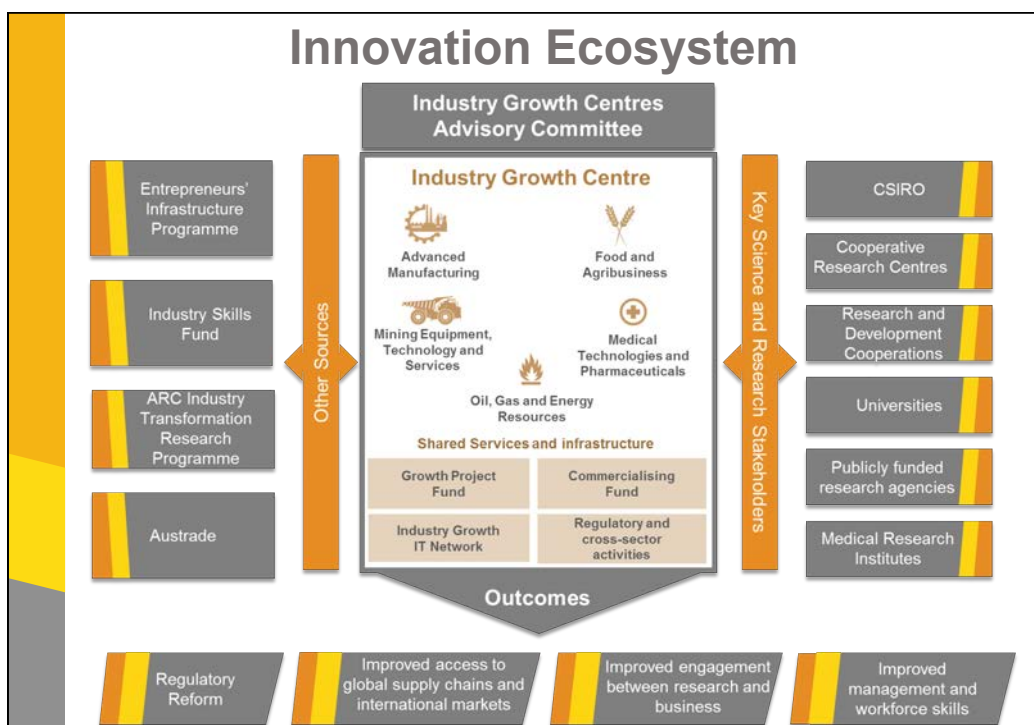 Innovation Ecosystem
Industry Growth Centres
Advisory Committee
Entrepreneurs'
Infrastructure
Programme
Industry Skills
Fund
ARC Industry
Transformation
Research
Programme
Austrade
Other Sources
Industry Growth Centre
Advanced
Manufacturing
Food and
Agribusiness
Mining Equipment,
Technology and
Services
Medical
Technologies and
Pharmaceuticals
Oil, Gas and Energy
Resources
Shared Services and infrastructure
Growth Project
Fund
Commercialising
Fund
Industry Growth
IT Network
Regulatory and
cross-sector
activities
Key Science and Research Stakeholders
CSIRO
Cooperative
Research Centres
Research and
Development
Cooperations
Universities
Publicly funded
research agencies
Medical Research
Institutes
Outcomes
Regulatory
Reform
Improved access to
global supply chains and
international markets
Improved engagement
between research and
business
Improved
management and
workforce skills